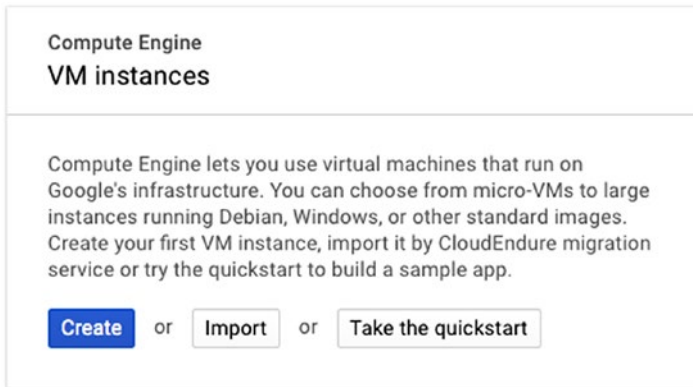 Compute Engine
VM instances
Compute Engine lets you use virtual machines that run on
Google's infrastructure. You can choose from micro-VMs to large
instances running Debian, Windows, or other standard images.
Create your first VM instance, import it by CloudEndure migration
service or try the quickstart to build a sample app.
Create or Import or Take the quickstart